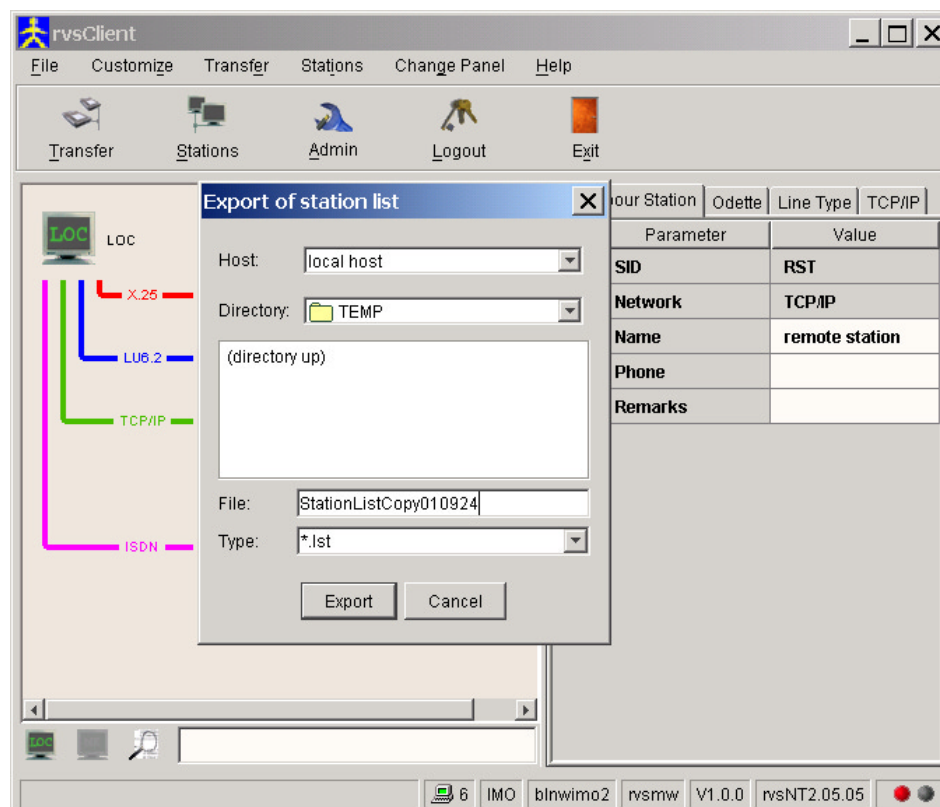 rvsClient
File Customize Transfer Stations Change Panel Help
Transfer Stations Admin Logout Exit
LOC
LOC
X.25
LU6.2
TCP/IP
ISDN
Export of station list
Host: local host
Directory: TEMP
(directory up)
File: StationListCopy010924
Type: *.lst
Export Cancel
our Station Odette Line Type TCP/IP
Parameter Value
SID RST
Network TCP/IP
Name remote station
Phone
Remarks
LOC
6 IMO blnwimo2 rvsmw V1.0.0 rvsNT2.05.05